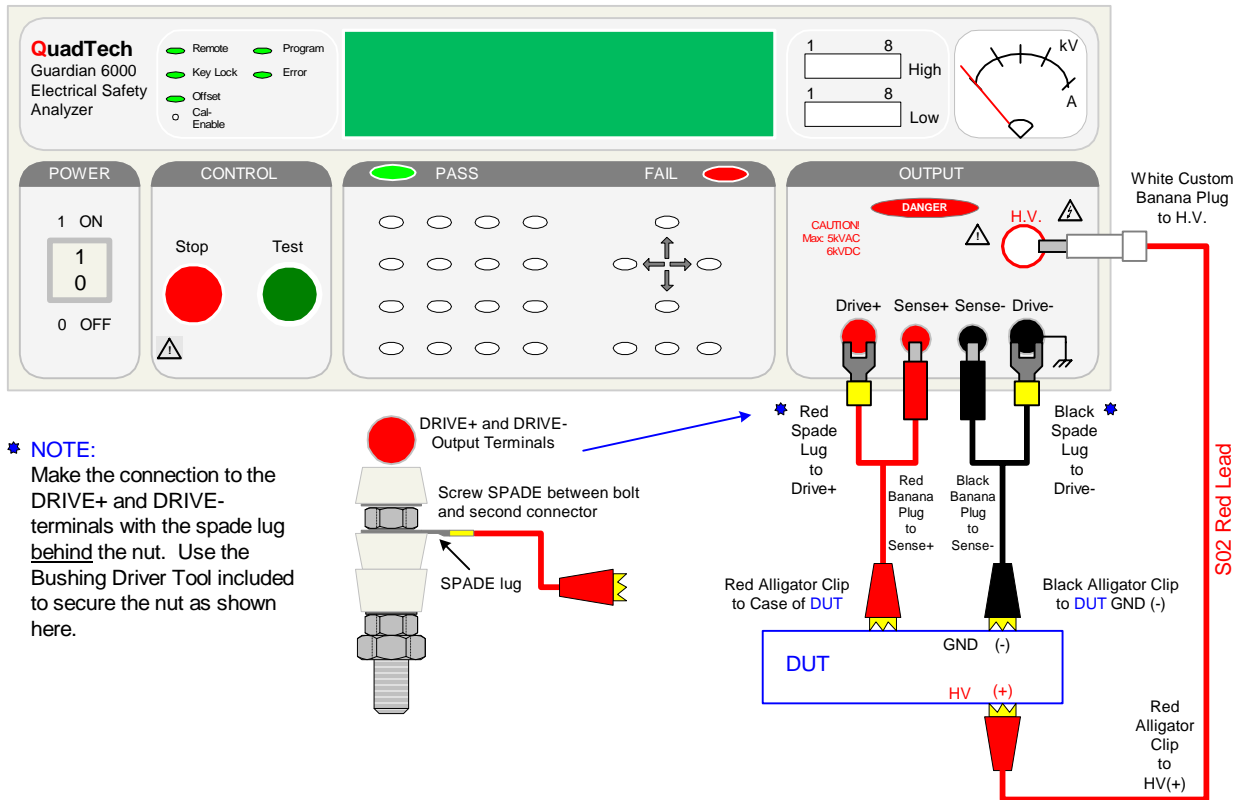 QuadTech
Guardian 6000
Electrical Safety
Analyzer
Remote
Program
Key Lock
Error
Offset
Cal-
Enable
1 8
High
1 8
Low
kV
A
POWER
1 ON
1
0
0 OFF
CONTROL
Stop
Test
PASS
FAIL
OUTPUT
DANGER
CAUTION!
Max: 5kVAC
6kVDC
H.V.
Drive+ Sense+ Sense- Drive-
White Custom
Banana Plug
to H.V.
S02 Red Lead
* NOTE:
Make the connection to the
DRIVE+ and DRIVE-
terminals with the spade lug
behind the nut. Use the
Bushing Driver Tool included
to secure the nut as shown
here.
DRIVE+ and DRIVE-
Output Terminals
Screw SPADE between bolt
and second connector
SPADE lug
* Red
Spade
Lug
to
Drive+
Red
Banana
Plug
to
Sense+
Black
Banana
Plug
to
Sense-
Black *
Spade
Lug
to
Drive-
Red Alligator Clip
to Case of DUT
Black Alligator Clip
to DUT GND (-)
GND (-)
DUT
HV (+)
Red
Alligator
Clip
to
HV(+)